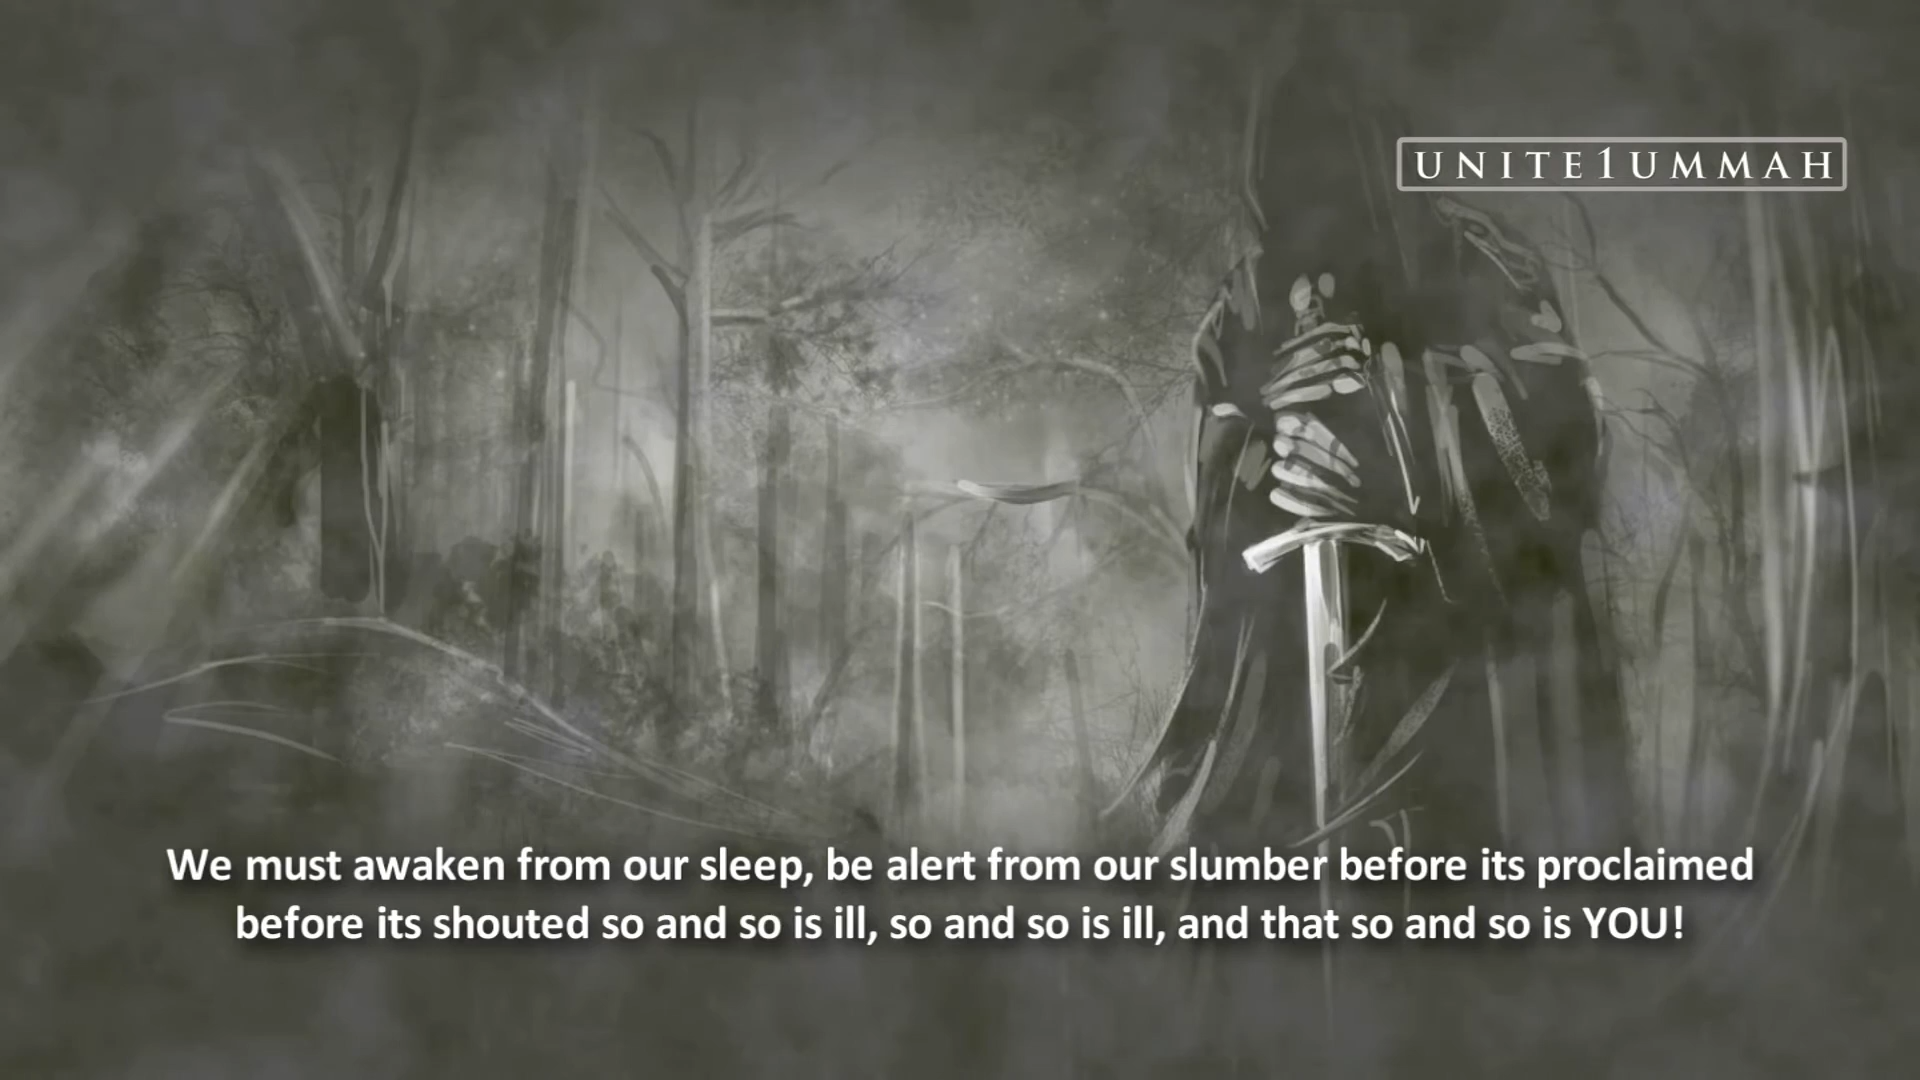 UNITE1UMMAH
We must awaken from our sleep, be alert from our slumber before its proclaimed
before its shouted so and so is ill, so and so is ill, and that so and so is YOU!